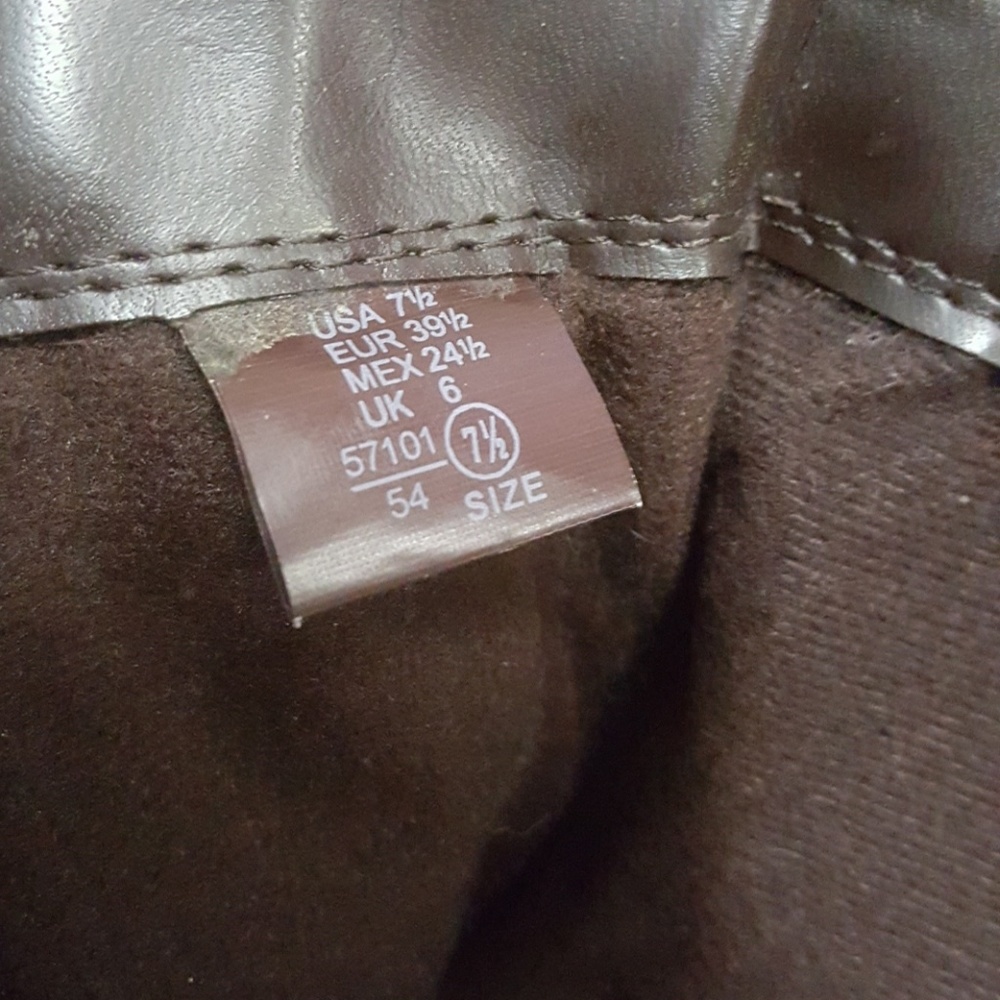 USA 7½
EUR 39½
MEX 24½
UK 6
57101 7½
54 SIZE